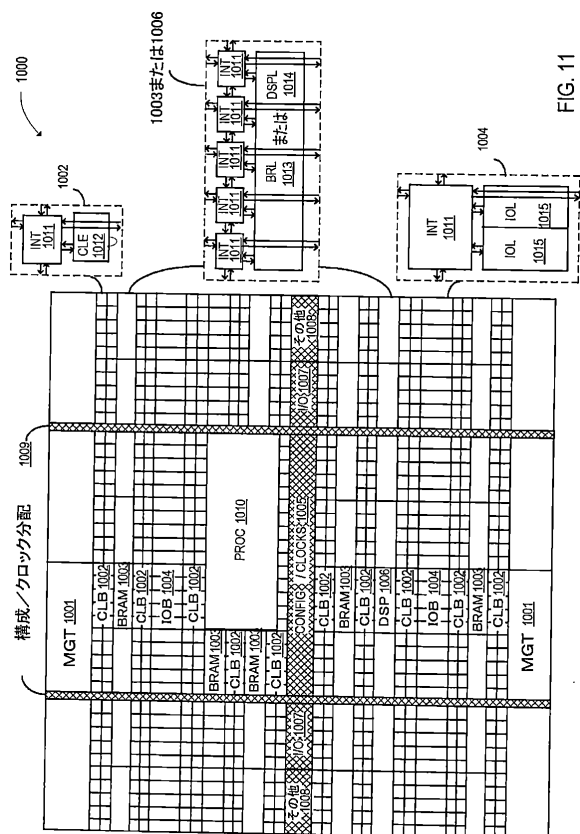 1000
1002
INT
1011
CLE
1012
1003または1006
INT
1011
INT
1011
INT
1011
INT
1011
INT
1011
BRL
1013
または
DSPL
1014
1004
INT
1011
IOL
1015
IOL
1015
FIG. 11
構成／クロック分配
1009
MGT 1001
CLB 1002
BRAM 1003
CLB 1002
IOB 1004
CLB 1002
PROC
1010
BRAM 1003
CLB 1002
BRAM 1003
CLB 1002
その他
1008
I/O 1007
CONFIG / CLOCKS 1005
I/O 1007
その他
1008
CLB 1002
BRAM 1003
CLB 1002
DSP 1006
CLB 1002
IOB 1004
CLB 1002
BRAM 1003
CLB 1002
MGT 1001